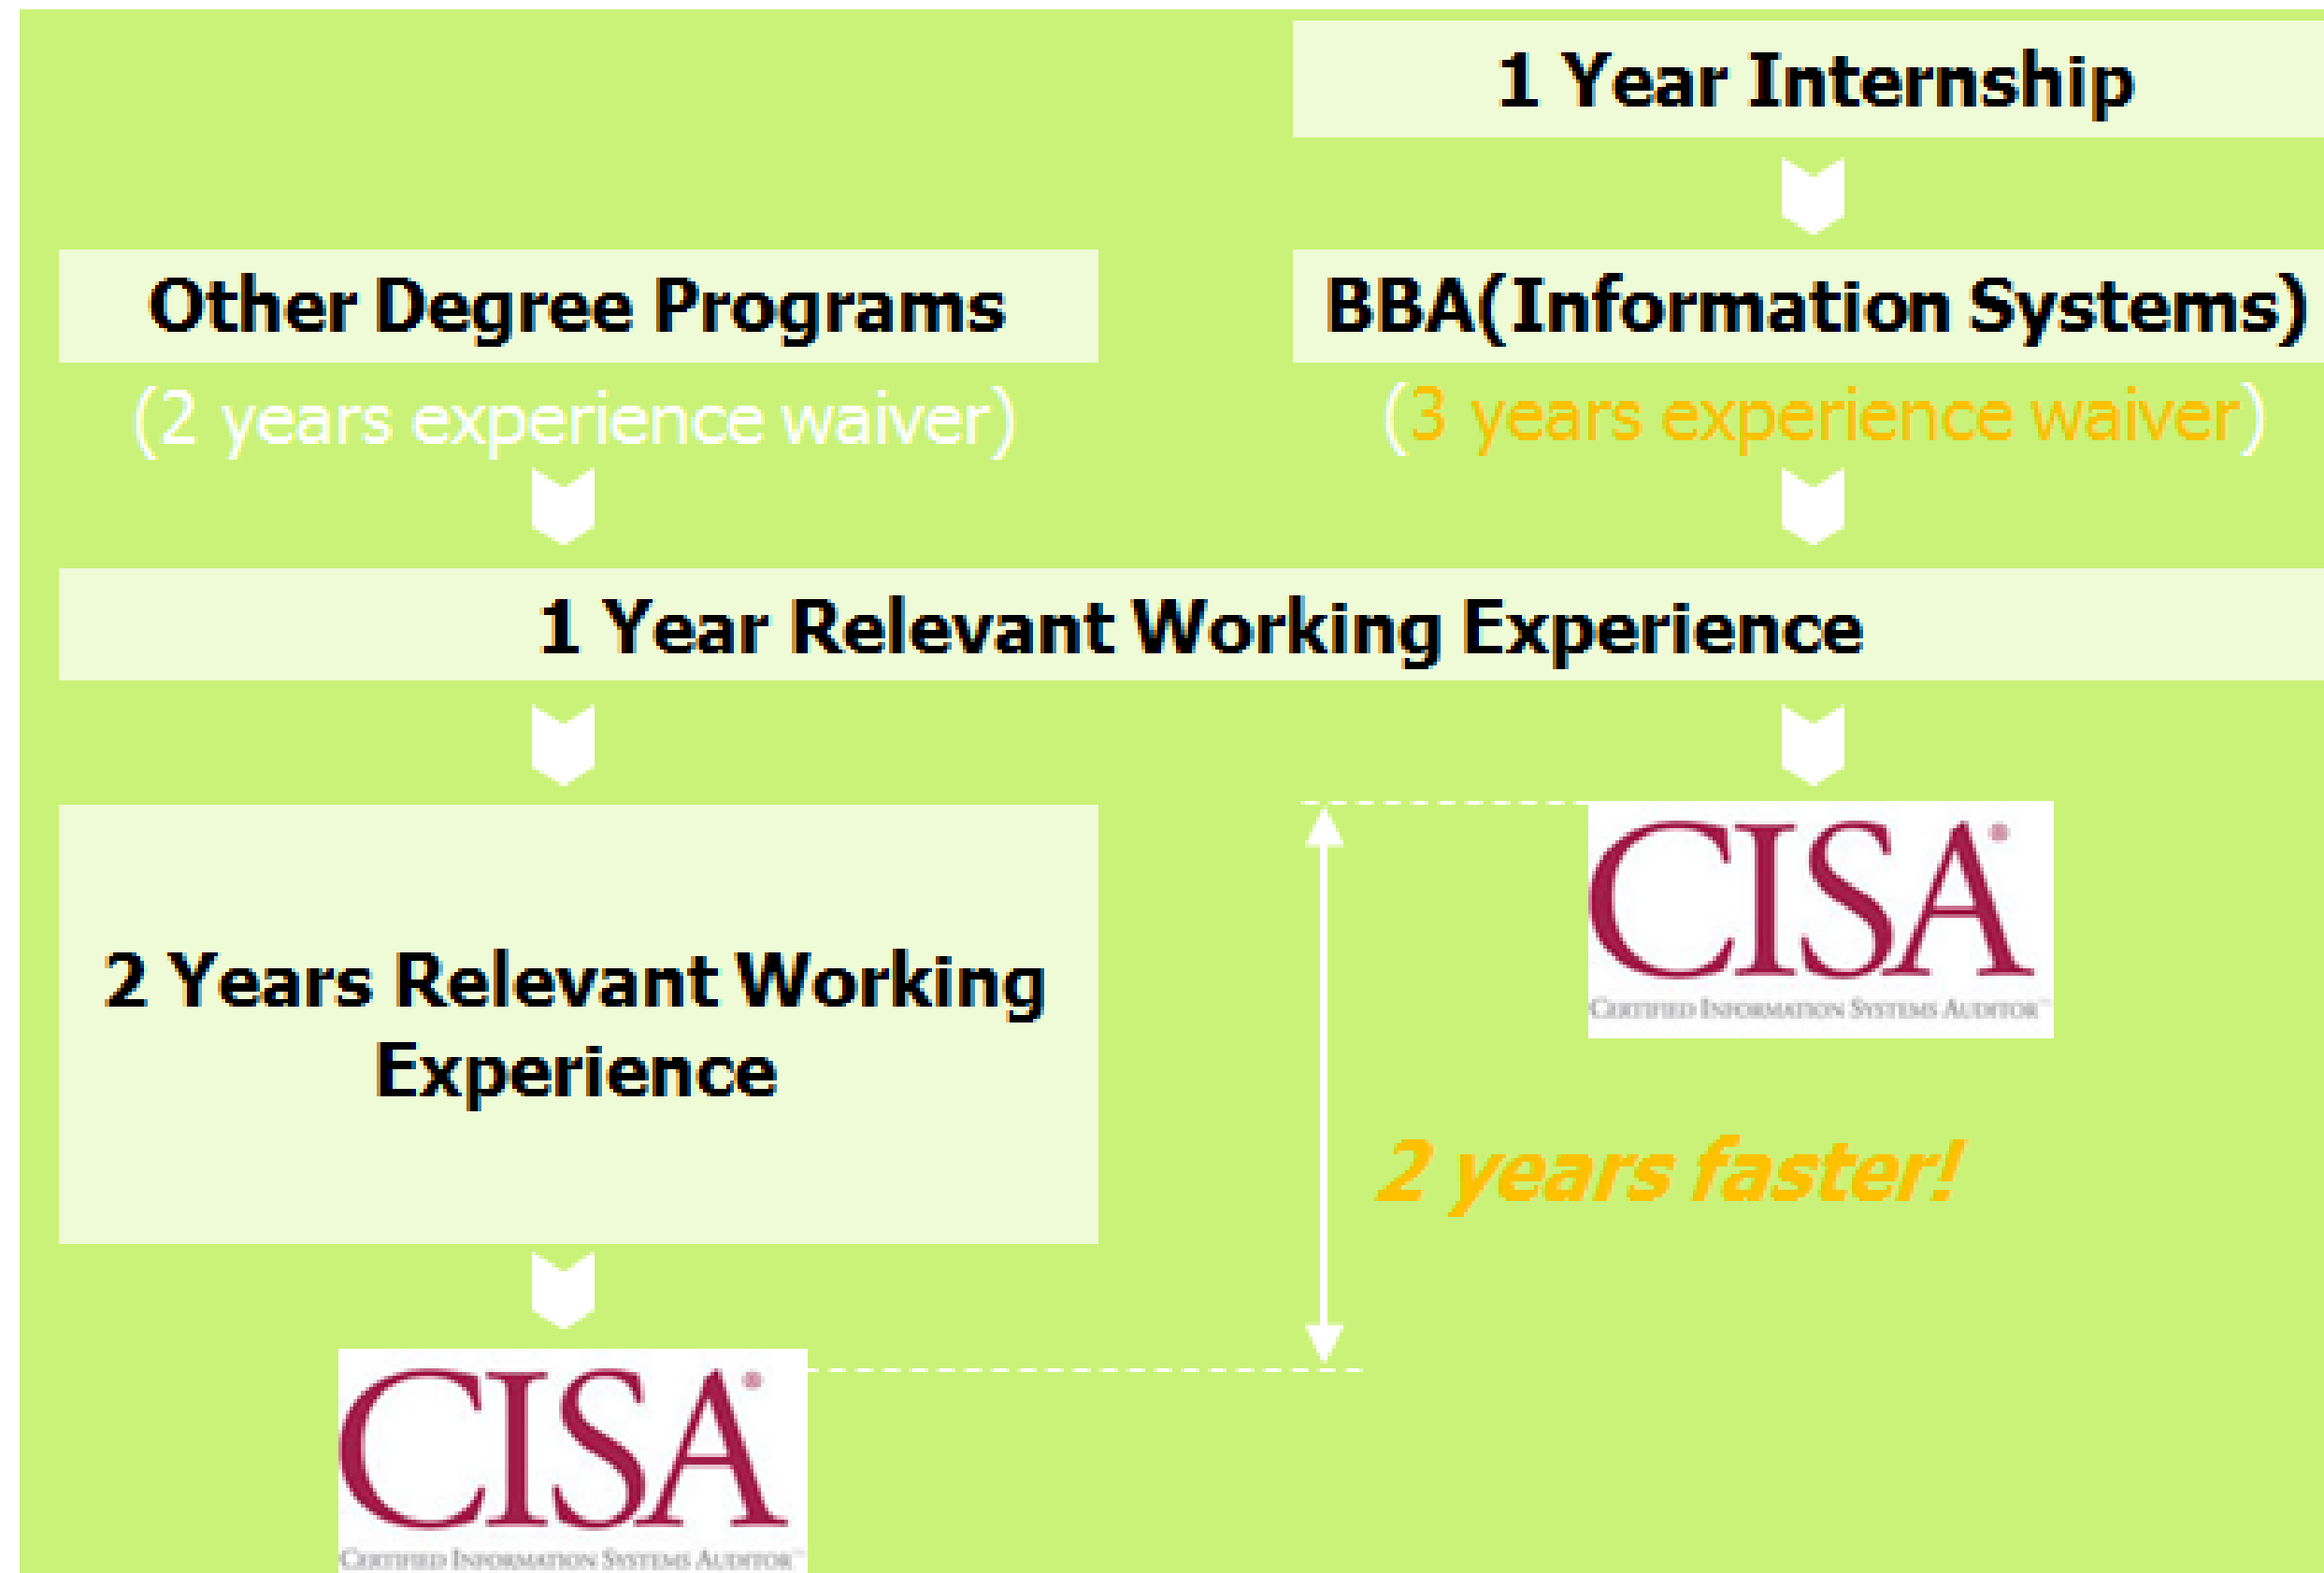 1 Year Internship
Other Degree Programs
BBA(Information Systems)
(2 years experience waiver)
(3 years experience waiver)
1 Year Relevant Working Experience
2 Years Relevant Working
Experience
CISA®
CERTIFIED INFORMATION SYSTEMS AUDITOR™
2 years faster!
CISA®
CERTIFIED INFORMATION SYSTEMS AUDITOR™